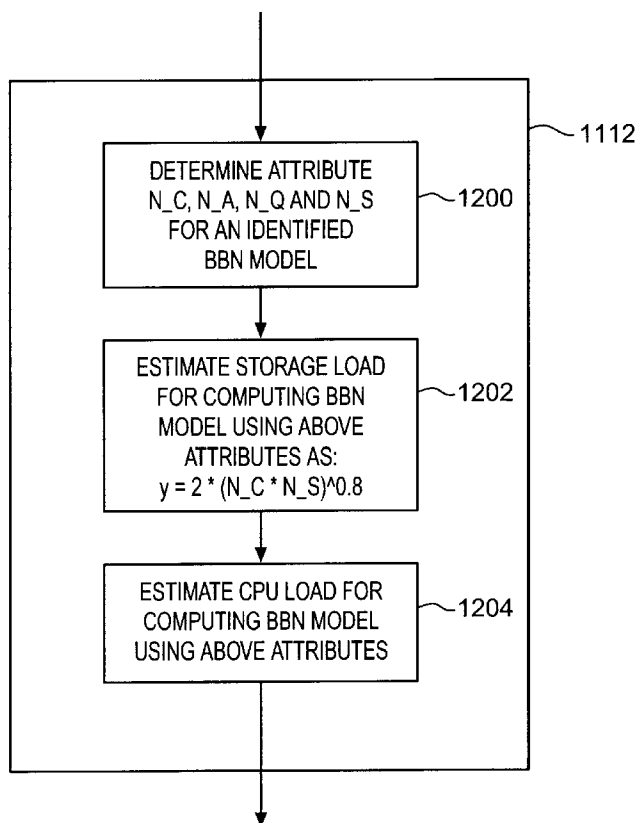 1112
DETERMINE ATTRIBUTE
N_C, N_A, N_Q AND N_S
FOR AN IDENTIFIED
BBN MODEL
1200
ESTIMATE STORAGE LOAD
FOR COMPUTING BBN
MODEL USING ABOVE
ATTRIBUTES AS:
y = 2 * (N_C * N_S)^0.8
1202
ESTIMATE CPU LOAD FOR
COMPUTING BBN MODEL
USING ABOVE ATTRIBUTES
1204